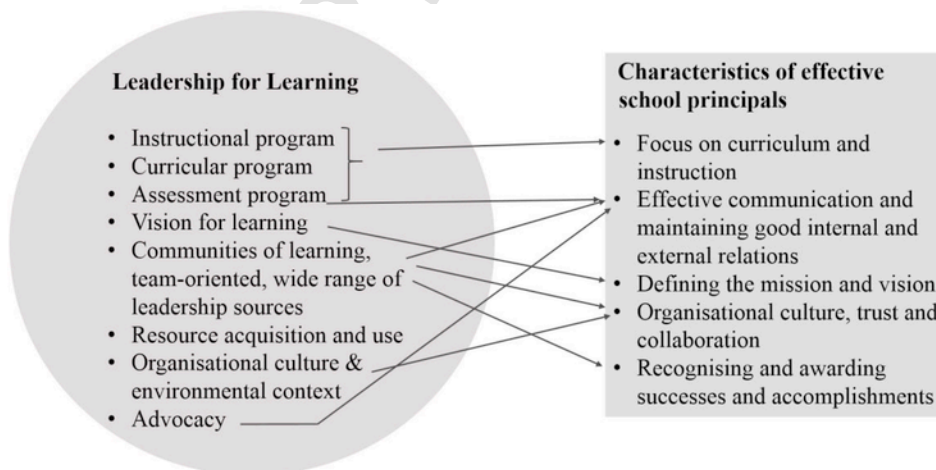 Leadership for Learning
• Instructional program
• Curricular program
• Assessment program
• Vision for learning
• Communities of learning,
team-oriented, wide range of
leadership sources
• Resource acquisition and use
• Organisational culture &
environmental context
• Advocacy
Characteristics of effective
school principals
• Focus on curriculum and
instruction
• Effective communication and
maintaining good internal and
external relations
• Defining the mission and vision
• Organisational culture, trust and
collaboration
• Recognising and awarding
successes and accomplishments